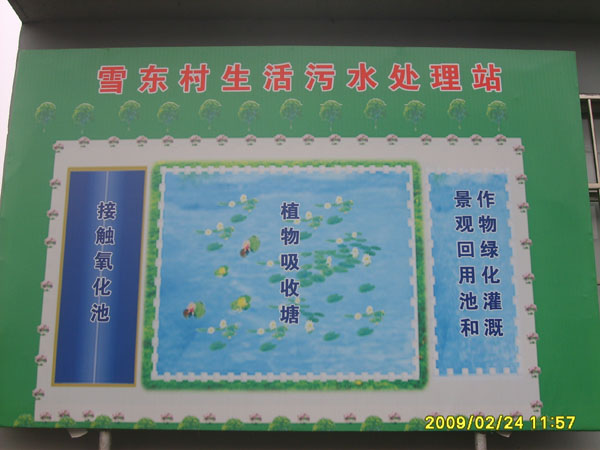 雪东村生活污水处理站
接触氧化池
植物吸收塘
景观回用池和
作物绿化灌溉
2009/02/24 11:57